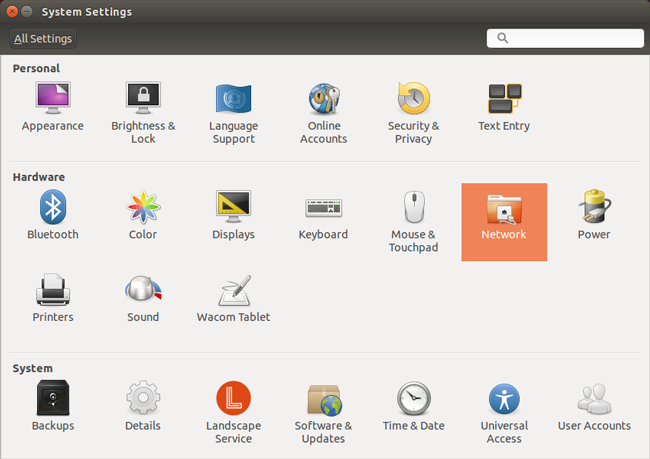 System Settings
All Settings
Personal
Appearance
Brightness &
Lock
Language
Support
Online
Accounts
Security &
Privacy
Text Entry
Hardware
Bluetooth
Color
Displays
Keyboard
Mouse &
Touchpad
Network
Power
Printers
Sound
Wacom Tablet
System
Backups
Details
Landscape
Service
Software &
Updates
Time & Date
Universal
Access
User Accounts